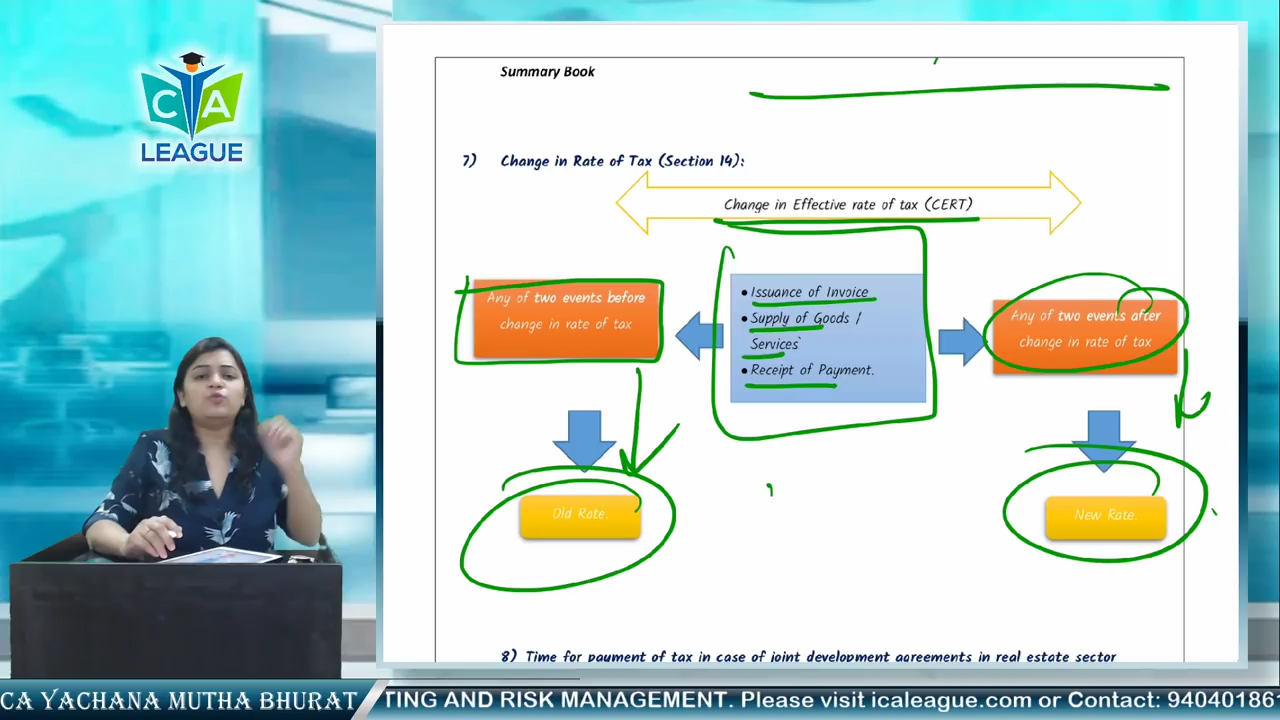 CA
LEAGUE
Summary Book
7) Change in Rate of Tax (Section 14):
Change in Effective rate of tax (CERT)
Any of two events before
change in rate of tax
• Issuance of Invoice
• Supply of Goods /
Services`
• Receipt of Payment.
Any of two events after
change in rate of tax
Old Rate.
New Rate.
8) Time for payment of tax in case of joint development agreements in real estate sector
CA YACHANA MUTHA BHURAT
TING AND RISK MANAGEMENT. Please visit icaleague.com or Contact: 94040186